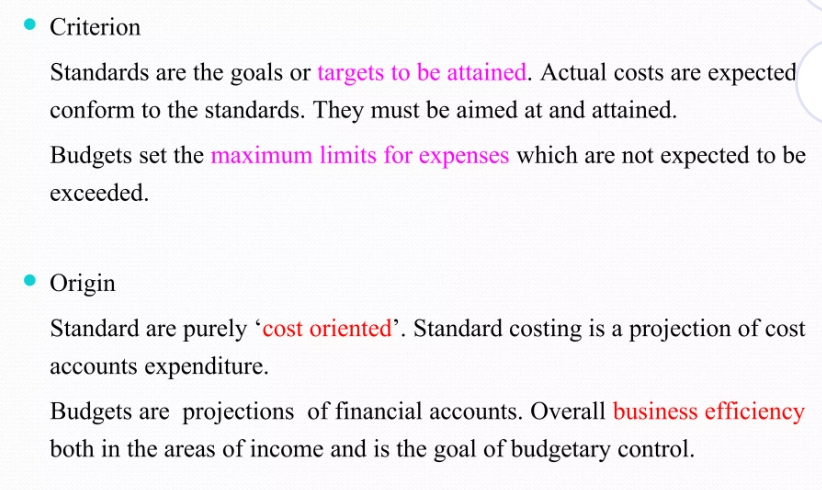 Criterion
Standards are the goals or targets to be attained. Actual costs are expected
conform to the standards. They must be aimed at and attained.
Budgets set the maximum limits for expenses which are not expected to be
exceeded.
Origin
Standard are purely ‘cost oriented’. Standard costing is a projection of cost
accounts expenditure.
Budgets are projections of financial accounts. Overall business efficiency
both in the areas of income and is the goal of budgetary control.